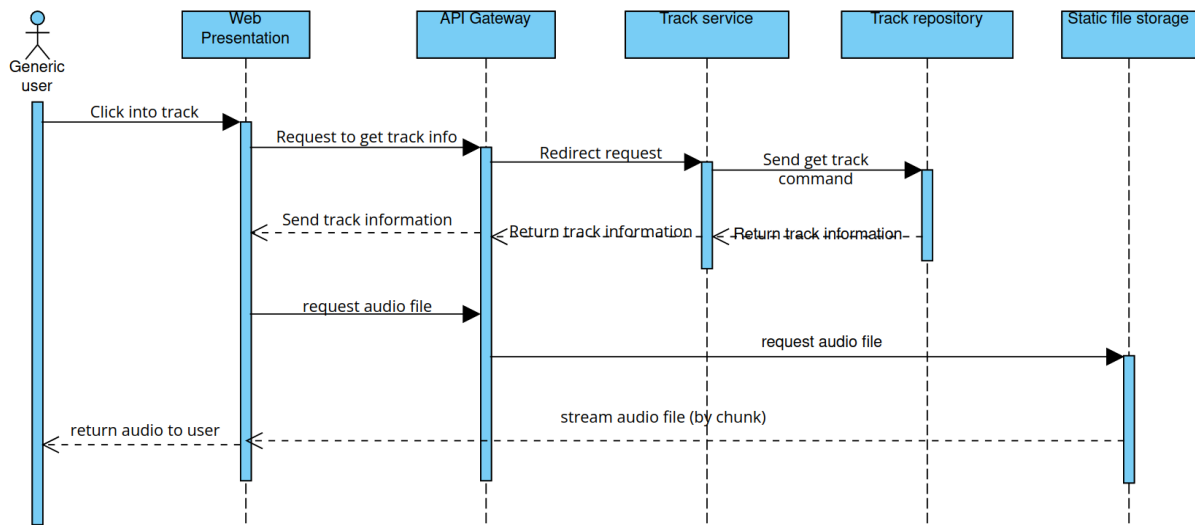 Web
Presentation
API Gateway
Track service
Track repository
Static file storage
Generic
user
Click into track
Request to get track info
Redirect request
Send get track
command
Send track information
Return track information
Return track information
request audio file
request audio file
stream audio file (by chunk)
return audio to user